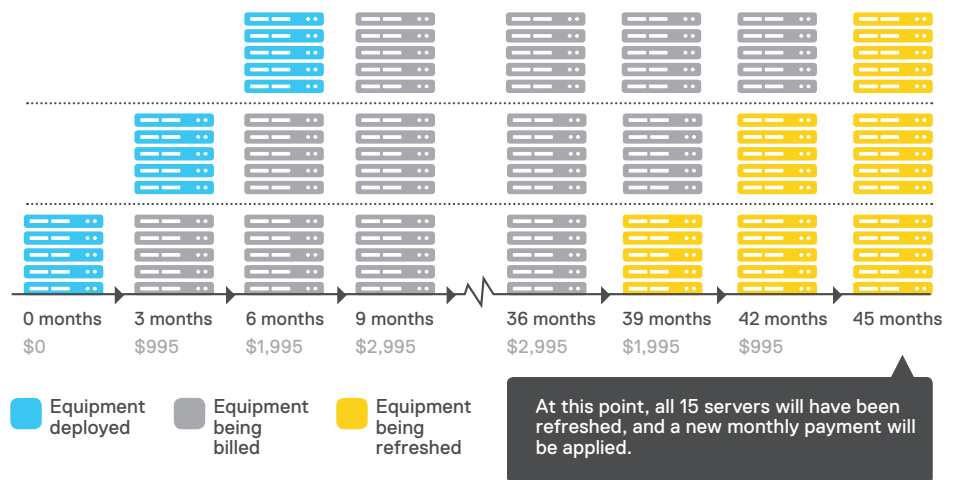 0 months 3 months 6 months 9 months 36 months 39 months 42 months 45 months
$0 $995 $1,995 $2,995 $2,995 $1,995 $995
Equipment
deployed
Equipment
being
billed
Equipment
being
refreshed
At this point, all 15 servers will have been
refreshed, and a new monthly payment will
be applied.